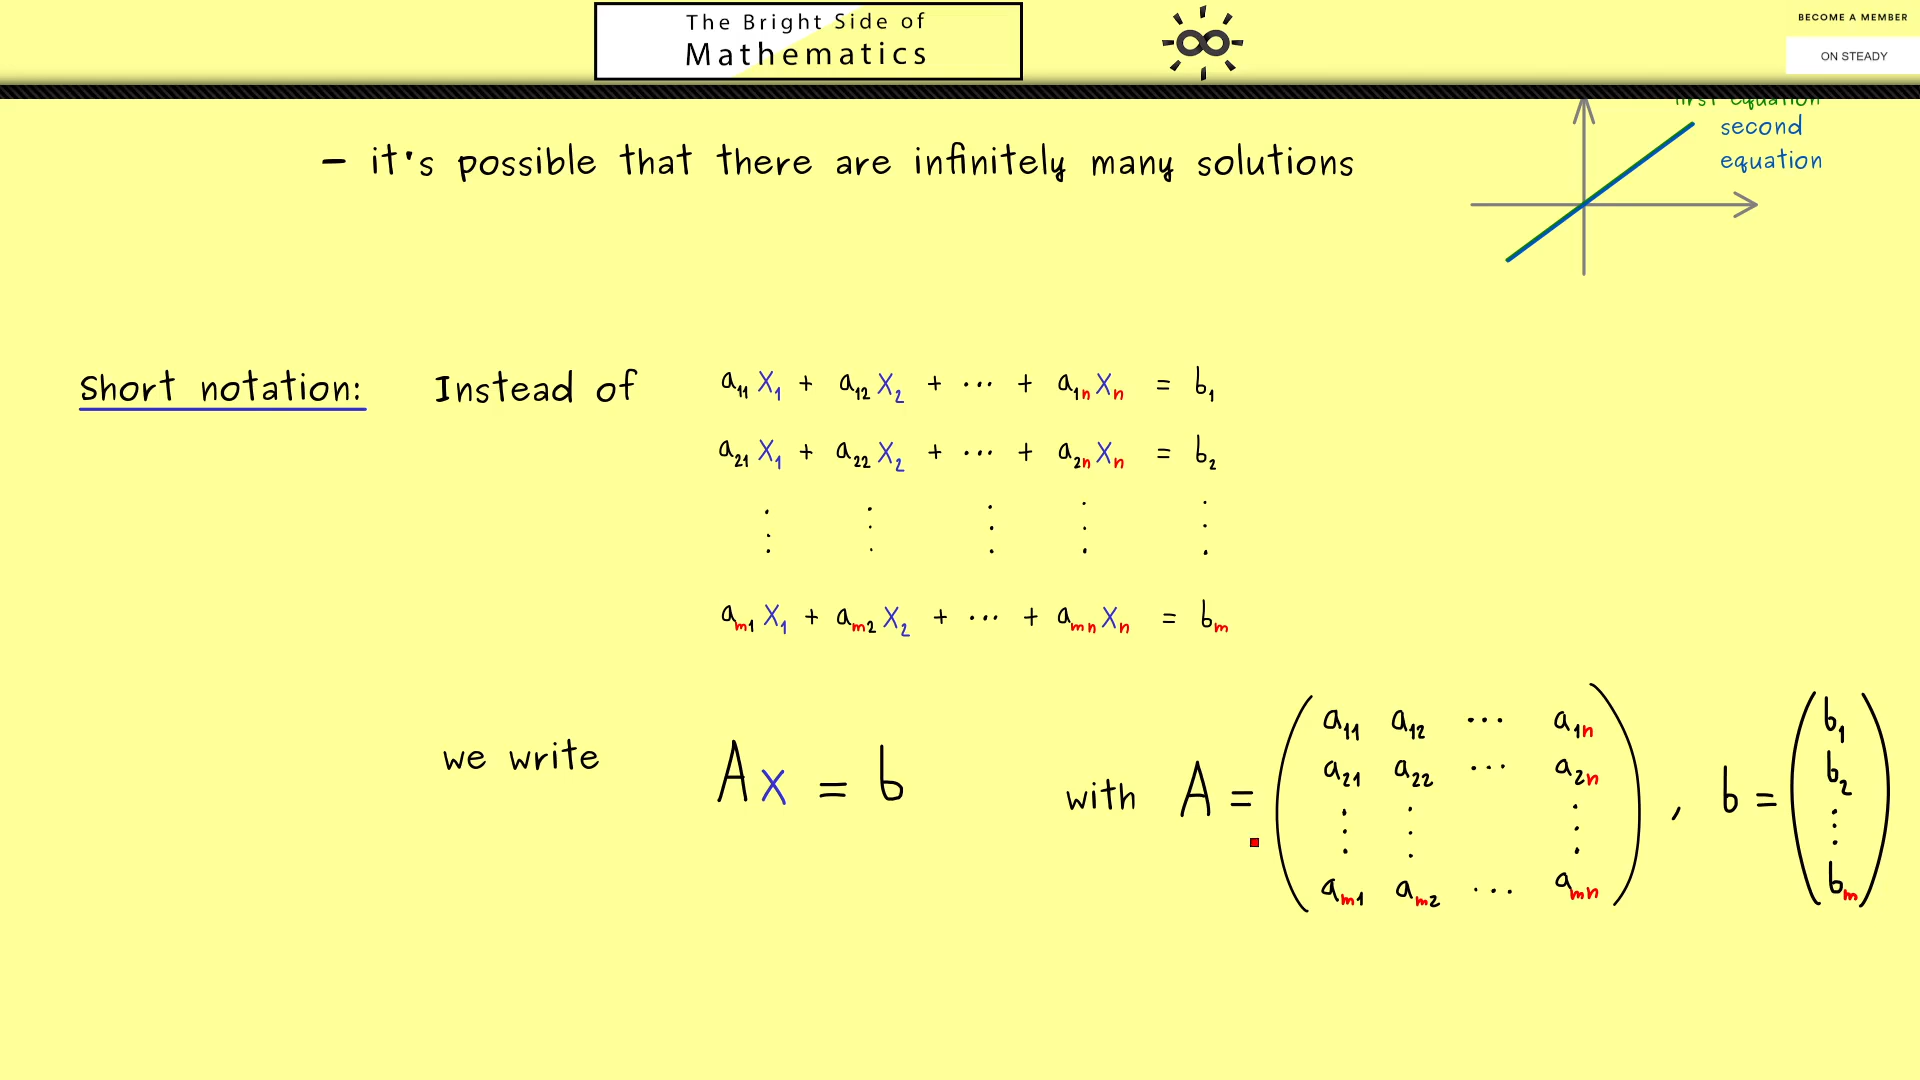 The Bright Side of
Mathematics
BECOME A MEMBER
ON STEADY
first equation
second
equation
– it's possible that there are infinitely many solutions
Short notation: Instead of a₁₁ x₁ + a₁₂ x₂ + ··· + a₁ₙ xₙ = b₁
a₂₁ x₁ + a₂₂ x₂ + ··· + a₂ₙ xₙ = b₂
⋮ ⋮ ⋮ ⋮ ⋮
aₘ₁ x₁ + aₘ₂ x₂ + ··· + aₘₙ xₙ = bₘ
we write Ax = b with A = ( a₁₁ a₁₂ ··· a₁ₙ
a₂₁ a₂₂ ··· a₂ₙ
⋮ ⋮ ⋮
aₘ₁ aₘ₂ ··· aₘₙ ) , b = ( b₁
b₂
⋮
bₘ )